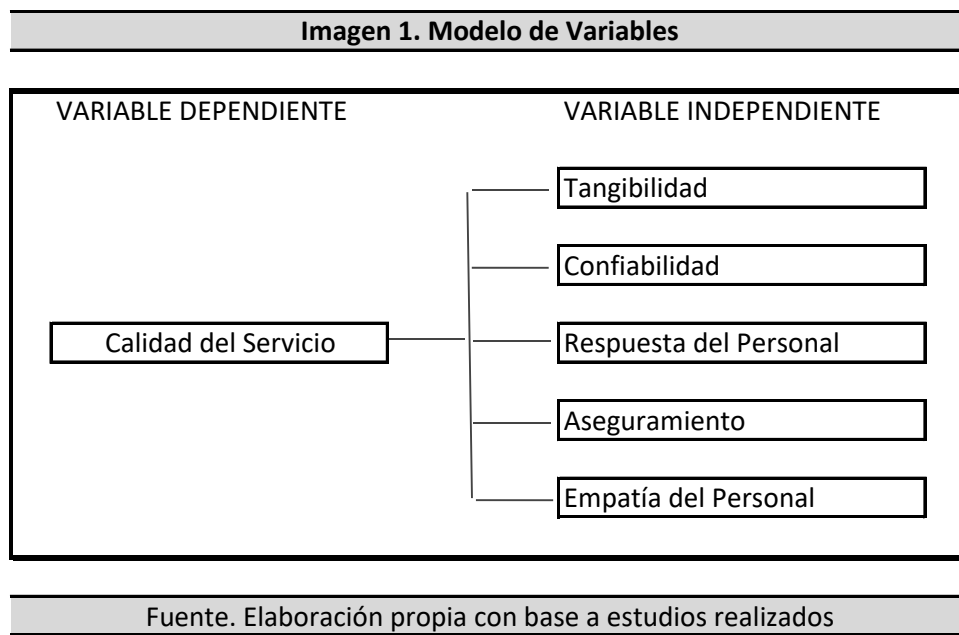 Imagen 1. Modelo de Variables
VARIABLE DEPENDIENTE
VARIABLE INDEPENDIENTE
Tangibilidad
Confiabilidad
Calidad del Servicio
Respuesta del Personal
Aseguramiento
Empatía del Personal
Fuente. Elaboración propia con base a estudios realizados